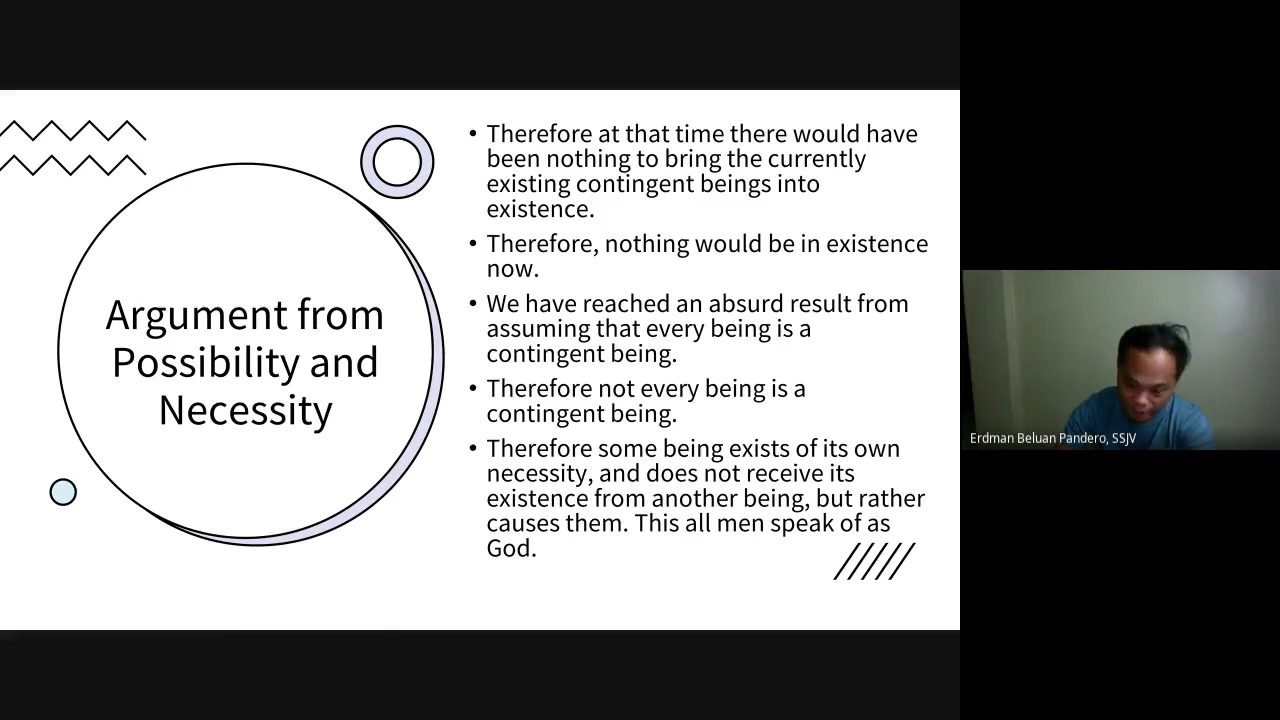 Argument from
Possibility and
Necessity
• Therefore at that time there would have
been nothing to bring the currently
existing contingent beings into
existence.
• Therefore, nothing would be in existence
now.
• We have reached an absurd result from
assuming that every being is a
contingent being.
• Therefore not every being is a
contingent being.
• Therefore some being exists of its own
necessity, and does not receive its
existence from another being, but rather
causes them. This all men speak of as
God.
Erdman Beluan Pandero, SSJV